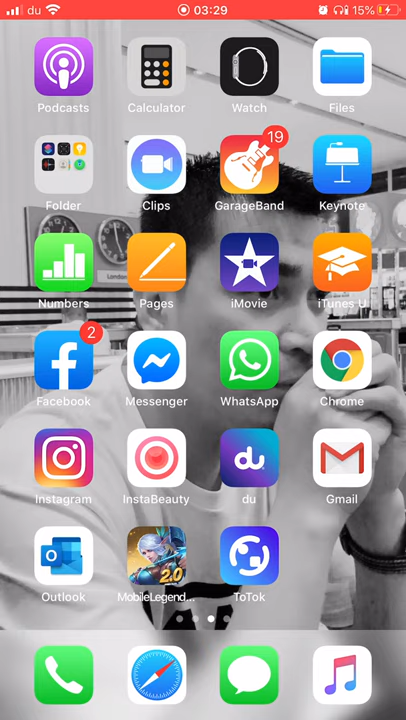 du 03:29 15%
Podcasts Calculator Watch Files
19
Folder Clips GarageBand Keynote
Numbers Pages iMovie iTunes U
2
Facebook Messenger WhatsApp Chrome
du
Instagram InstaBeauty du Gmail
2.0
Outlook MobileLegend... ToTok